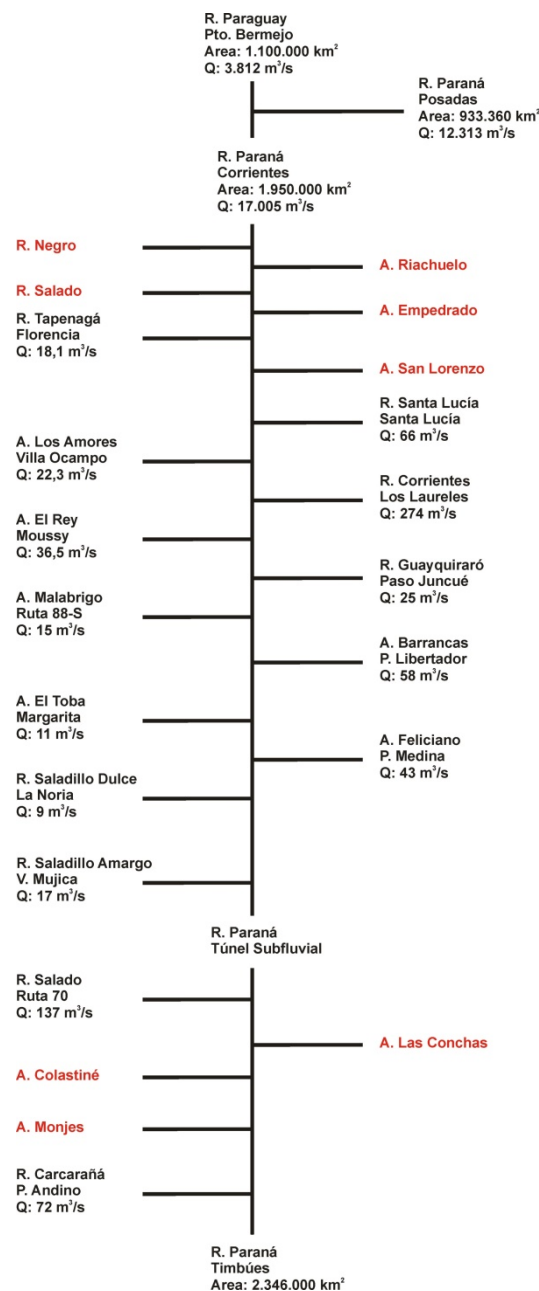 R. Paraguay
Pto. Bermejo
Area: 1.100.000 km²
Q: 3.812 m³/s
R. Paraná
Posadas
Area: 933.360 km²
Q: 12.313 m³/s
R. Paraná
Corrientes
Area: 1.950.000 km²
Q: 17.005 m³/s
R. Negro
A. Riachuelo
R. Salado
A. Empedrado
R. Tapenagá
Florencia
Q: 18,1 m³/s
A. San Lorenzo
R. Santa Lucía
Santa Lucía
Q: 66 m³/s
A. Los Amores
Villa Ocampo
Q: 22,3 m³/s
R. Corrientes
Los Laureles
Q: 274 m³/s
A. El Rey
Moussy
Q: 36,5 m³/s
R. Guayquiraró
Paso Juncué
Q: 25 m³/s
A. Malabrigo
Ruta 88-S
Q: 15 m³/s
A. Barrancas
P. Libertador
Q: 58 m³/s
A. El Toba
Margarita
Q: 11 m³/s
A. Feliciano
P. Medina
Q: 43 m³/s
R. Saladillo Dulce
La Noria
Q: 9 m³/s
R. Saladillo Amargo
V. Mujica
Q: 17 m³/s
R. Paraná
Túnel Subfluvial
R. Salado
Ruta 70
Q: 137 m³/s
A. Las Conchas
A. Colastiné
A. Monjes
R. Carcarañá
P. Andino
Q: 72 m³/s
R. Paraná
Timbúes
Area: 2.346.000 km²